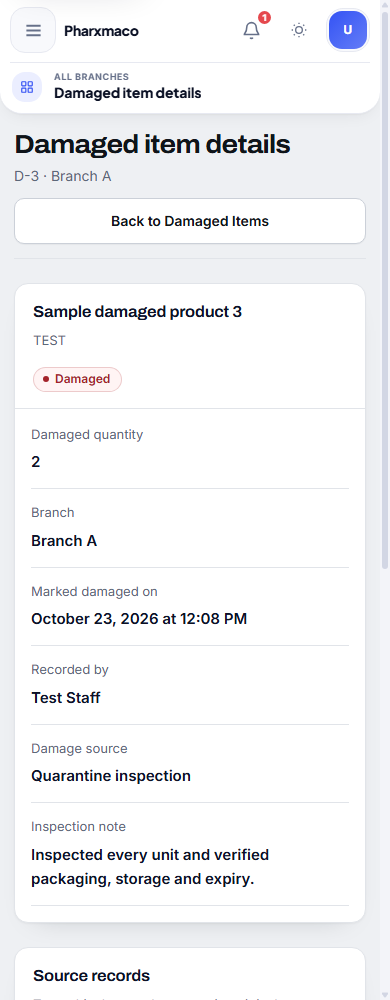 Pharxmaco
1
U
ALL BRANCHES
Damaged item details
Damaged item details
D-3 · Branch A
Back to Damaged Items
Sample damaged product 3
TEST
Damaged
Damaged quantity
2
Branch
Branch A
Marked damaged on
October 23, 2026 at 12:08 PM
Recorded by
Test Staff
Damage source
Quarantine inspection
Inspection note
Inspected every unit and verified
packaging, storage and expiry.
Source records